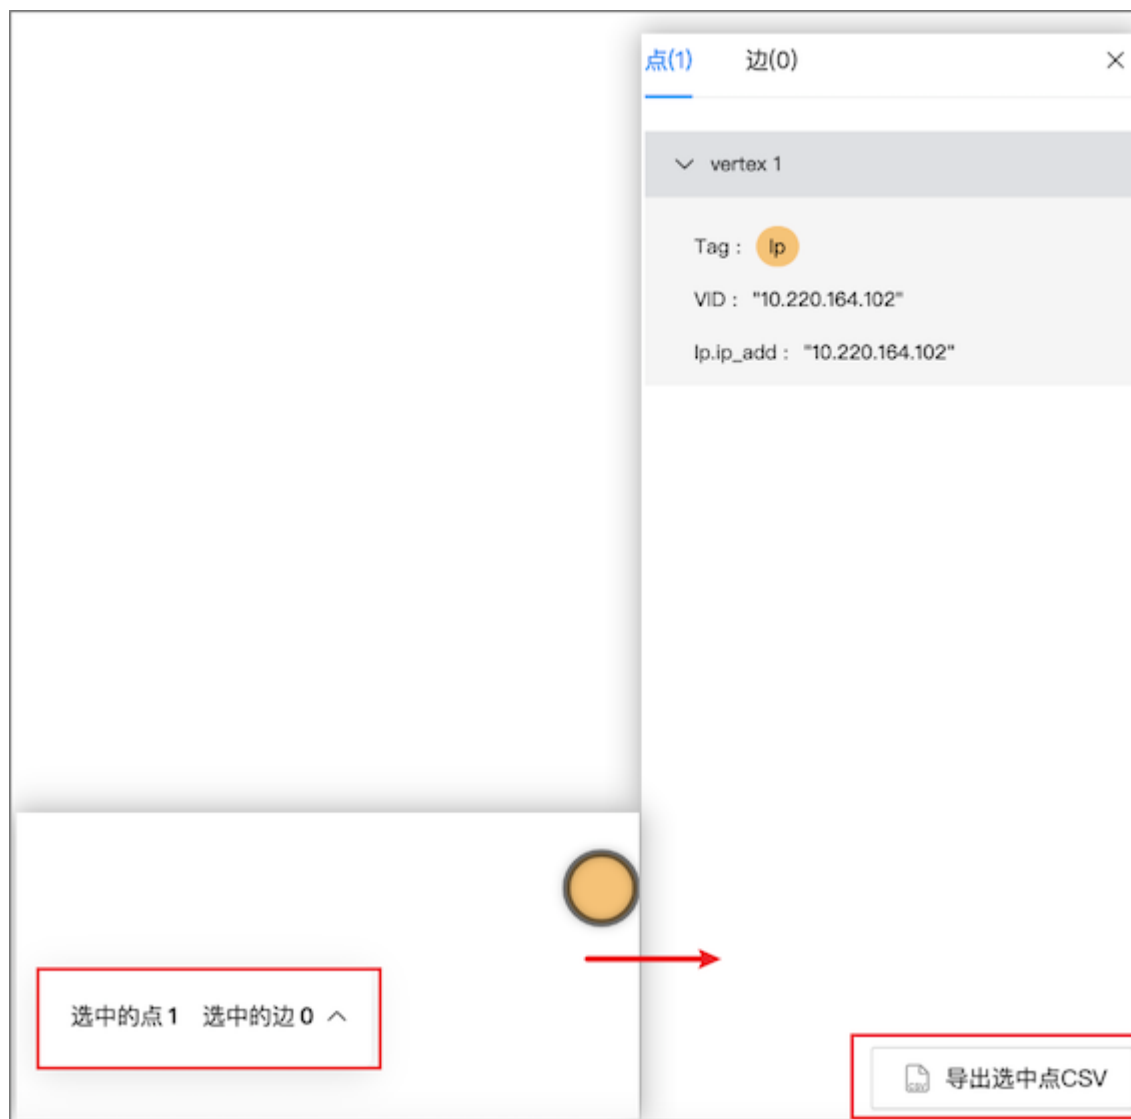 点(1) 边(0)
vertex 1
Tag： Ip
VID： "10.220.164.102"
Ip.ip_add： "10.220.164.102"
选中的点 1 选中的边 0
CSV 导出选中点CSV